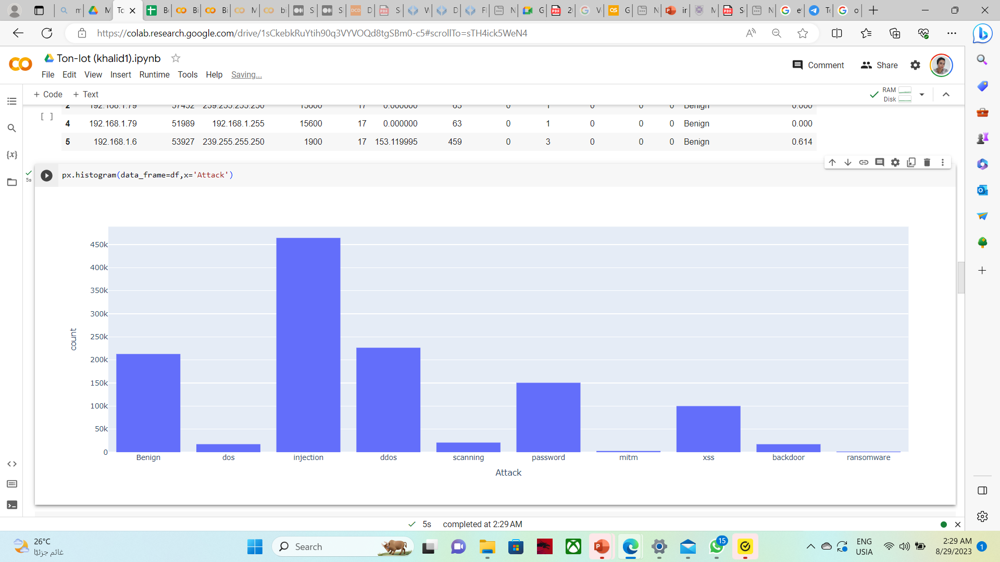 To
https://colab.research.google.com/drive/1sCkebkRuYtih90q3VYVOQd8tgSBm0-c5#scrollTo=sTH4ick5WeN4
Ton-Iot (khalid1).ipynb
Comment
Share
File Edit View Insert Runtime Tools Help Saving...
+ Code + Text
RAM
Disk
[ ]
2 192.168.1.79 57452 239.255.255.250 15600 17 0.000000 63 0 1 0 0 0 Benign 0.000
4 192.168.1.79 51989 192.168.1.255 15600 17 0.000000 63 0 1 0 0 0 Benign 0.000
5 192.168.1.6 53927 239.255.255.250 1900 17 153.119995 459 0 3 0 0 0 Benign 0.614
5s
px.histogram(data_frame=df,x='Attack')
450k
400k
350k
300k
250k
200k
150k
100k
50k
0
count
Benign dos injection ddos scanning password mitm xss backdoor ransomware
Attack
5s completed at 2:29 AM
26°C
غائم جزئيًا
Search
15
ENG
USIA
2:29 AM
8/29/2023
1